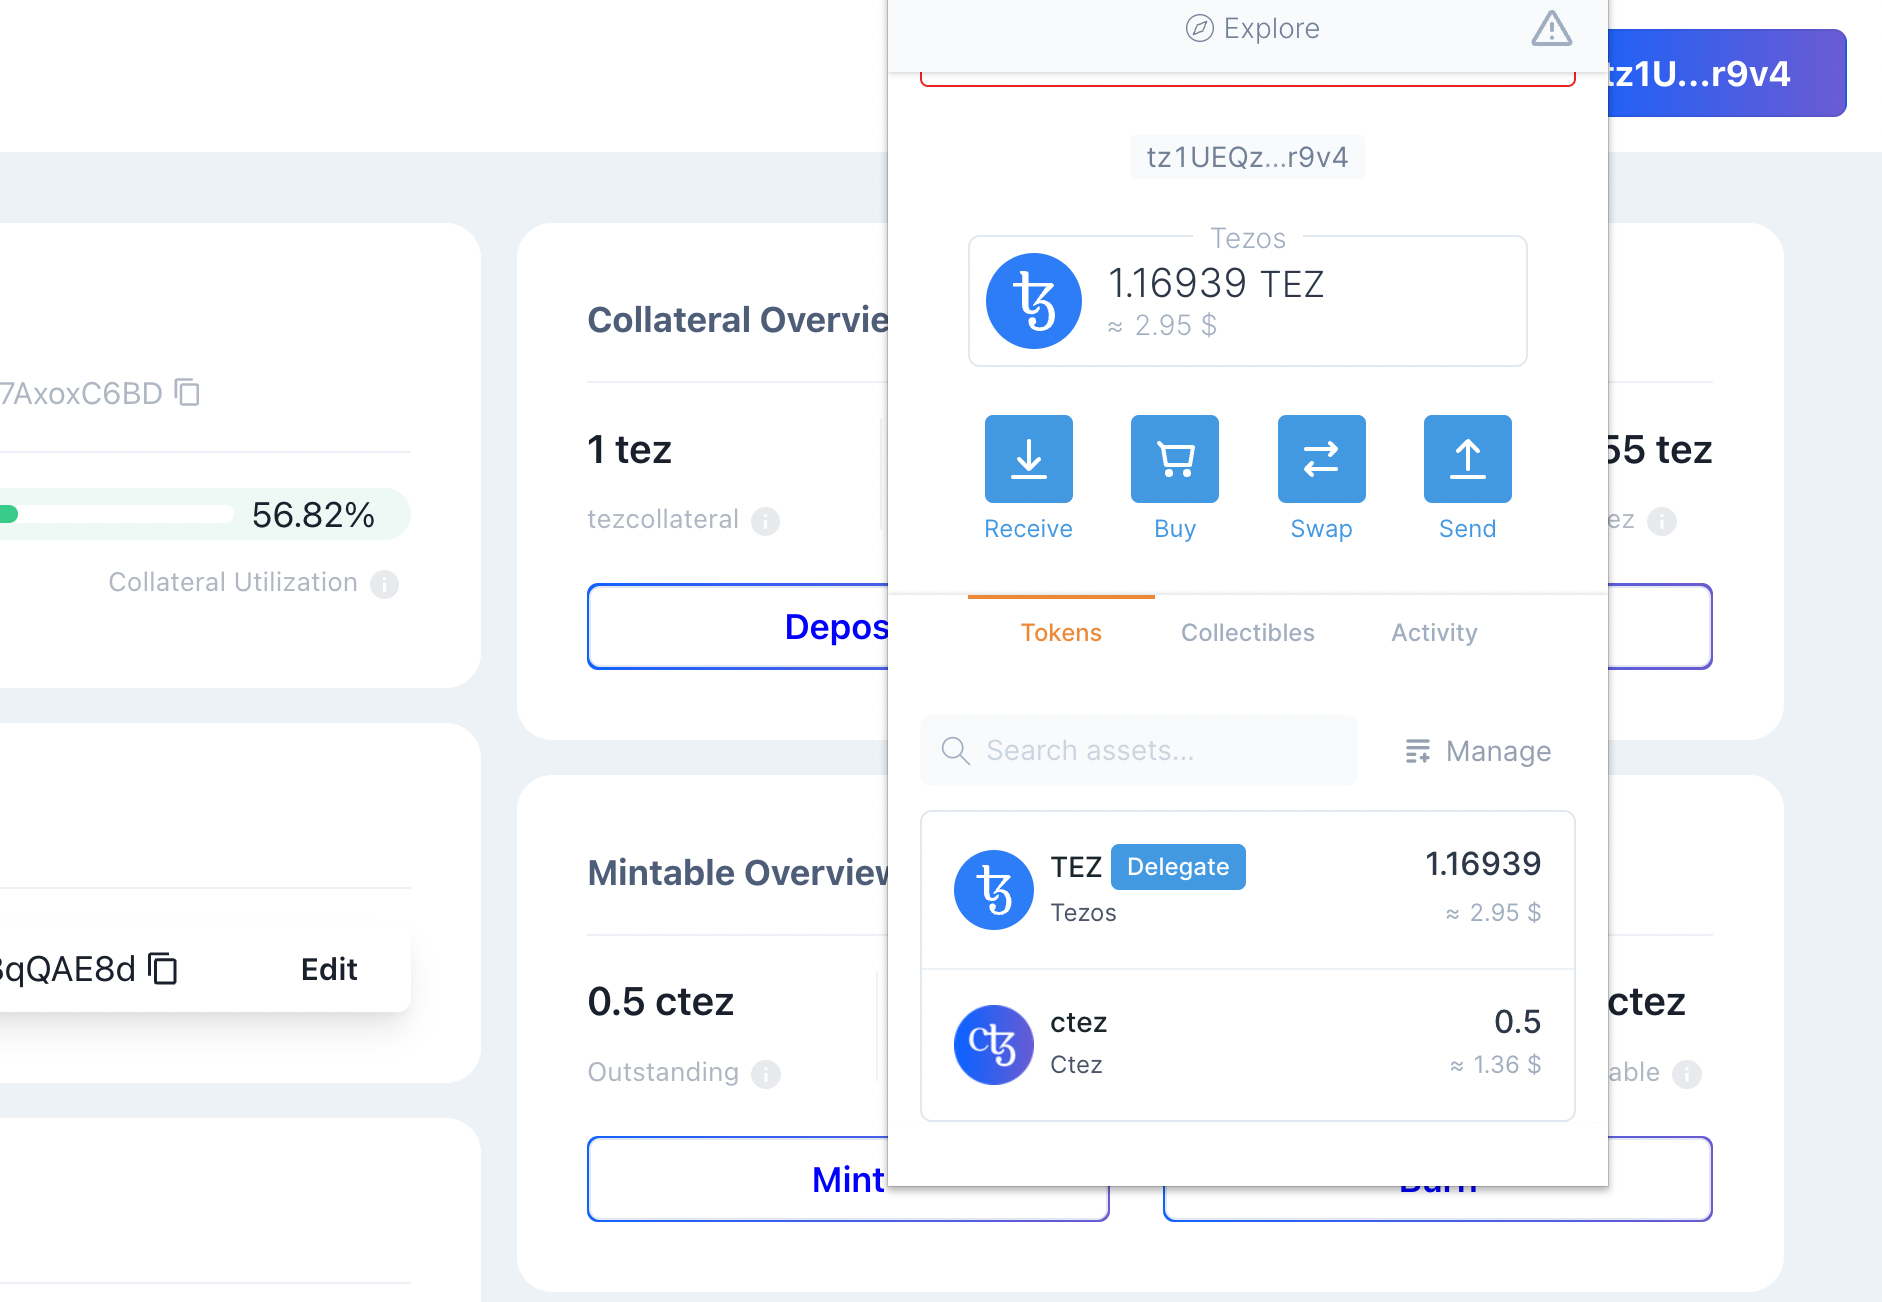 Explore
tz1U...r9v4
tz1UEQz...r9v4
Tezos
1.16939 TEZ
≈ 2.95 $
Receive
Buy
Swap
Send
Tokens
Collectibles
Activity
Search assets...
Manage
TEZ
Delegate
1.16939
Tezos
≈ 2.95 $
ctez
0.5
Ctez
≈ 1.36 $
7AxoxC6BD
56.82%
Collateral Utilization
qQAE8d
Edit
Collateral Overvie
1 tez
55 tez
tezcollateral
ez
Depos
Mintable Overview
0.5 ctez
ctez
Outstanding
able
Mint
Burn